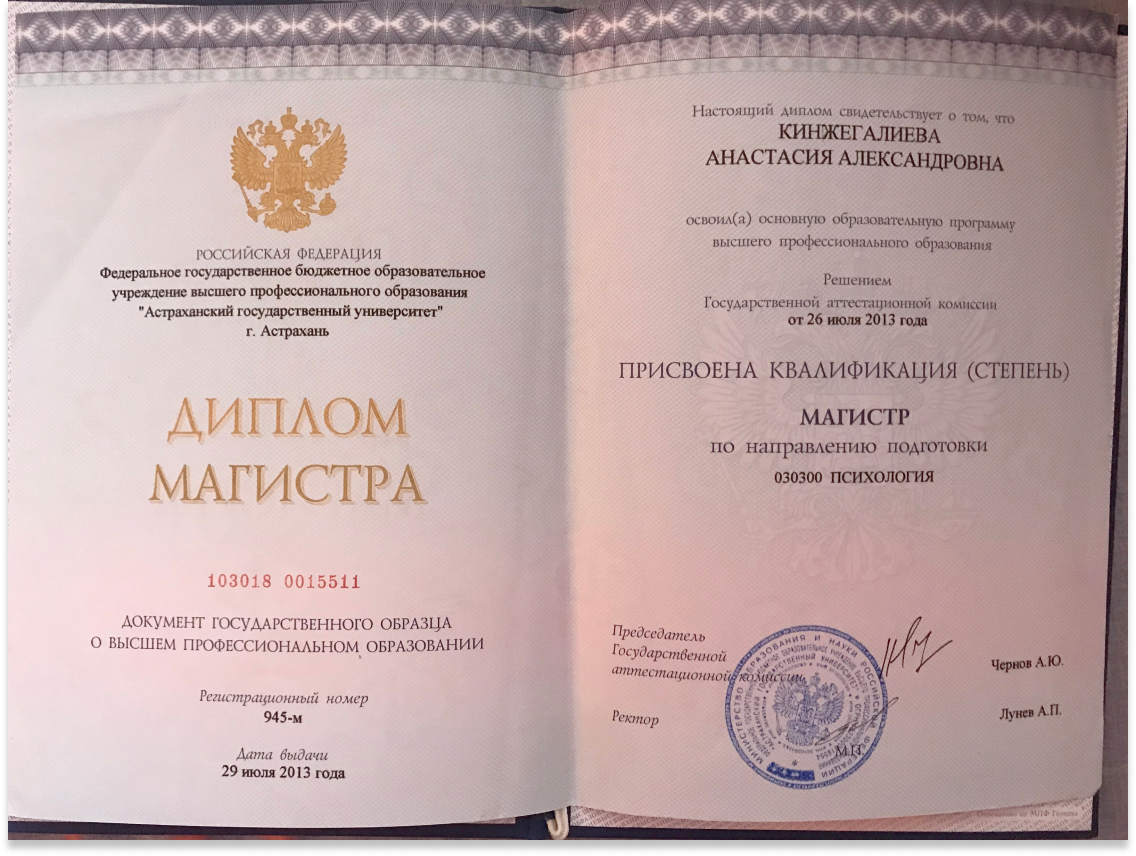 РОССИЙСКАЯ ФЕДЕРАЦИЯ
Федеральное государственное бюджетное образовательное
учреждение высшего профессионального образования
"Астраханский государственный университет"
г. Астрахань
ДИПЛОМ
МАГИСТРА
103018 0015511
ДОКУМЕНТ ГОСУДАРСТВЕННОГО ОБРАЗЦА
О ВЫСШЕМ ПРОФЕССИОНАЛЬНОМ ОБРАЗОВАНИИ
Регистрационный номер
945-м
Дата выдачи
29 июля 2013 года
Настоящий диплом свидетельствует о том, что
КИНЖЕГАЛИЕВА
АНАСТАСИЯ АЛЕКСАНДРОВНА
освоил(а) основную образовательную программу
высшего профессионального образования
Решением
Государственной аттестационной комиссии
от 26 июля 2013 года
ПРИСВОЕНА КВАЛИФИКАЦИЯ (СТЕПЕНЬ)
МАГИСТР
по направлению подготовки
030300 ПСИХОЛОГИЯ
Председатель
Государственной
аттестационной комиссии
Чернов А.Ю.
Ректор
Лунев А.П.
М.П.
МИНИСТЕРСТВО ОБРАЗОВАНИЯ И НАУКИ РОССИЙСКОЙ ФЕДЕРАЦИИ